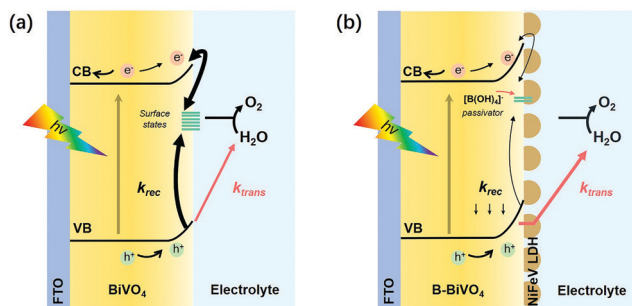 (a)
CB
e⁻
e⁻
Surface
states
O₂
H₂O
hν
k_rec
k_trans
VB
h⁺
h⁺
FTO
BiVO₄
Electrolyte
(b)
CB
e⁻
e⁻
[B(OH)₄]⁻
passivator
O₂
H₂O
hν
k_rec
k_trans
VB
h⁺
h⁺
FTO
B-BiVO₄
NiFeV LDH
Electrolyte